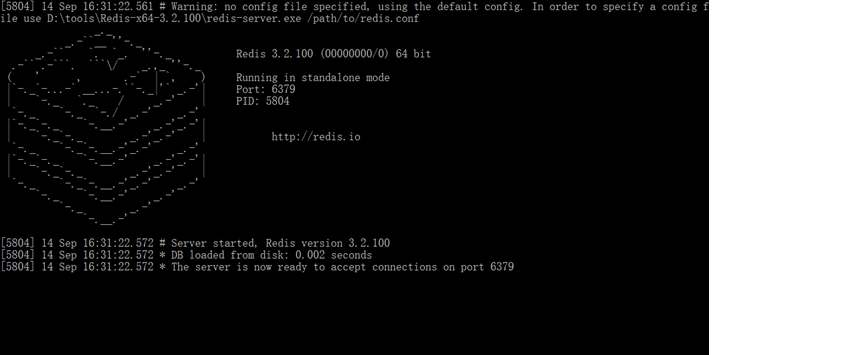 [5804] 14 Sep 16:31:22.561 # Warning: no config file specified, using the default config. In order to specify a config f
ile use D:\tools\Redis-x64-3.2.100\redis-server.exe /path/to/redis.conf
Redis 3.2.100 (00000000/0) 64 bit
Running in standalone mode
Port: 6379
PID: 5804
http://redis.io
[5804] 14 Sep 16:31:22.572 # Server started, Redis version 3.2.100
[5804] 14 Sep 16:31:22.572 * DB loaded from disk: 0.002 seconds
[5804] 14 Sep 16:31:22.572 * The server is now ready to accept connections on port 6379